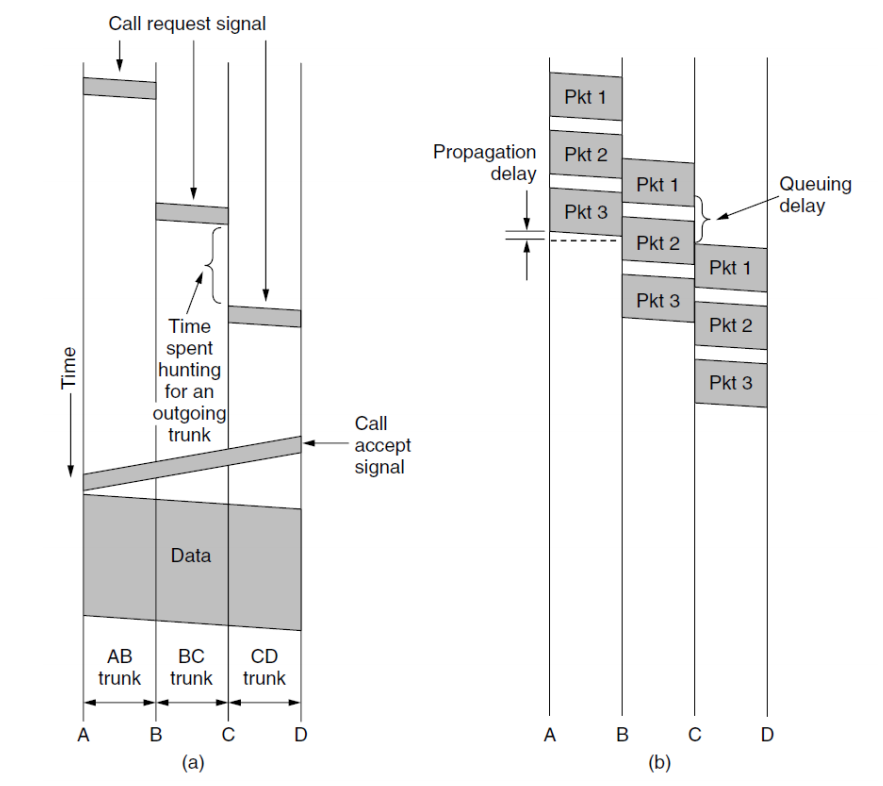 Call request signal
Time
Time
spent
hunting
for an
outgoing
trunk
Call
accept
signal
Data
AB
trunk
BC
trunk
CD
trunk
A
B
C
D
(a)
Pkt 1
Pkt 2
Pkt 3
Propagation
delay
Pkt 1
Pkt 2
Pkt 3
Queuing
delay
Pkt 1
Pkt 2
Pkt 3
A
B
C
D
(b)